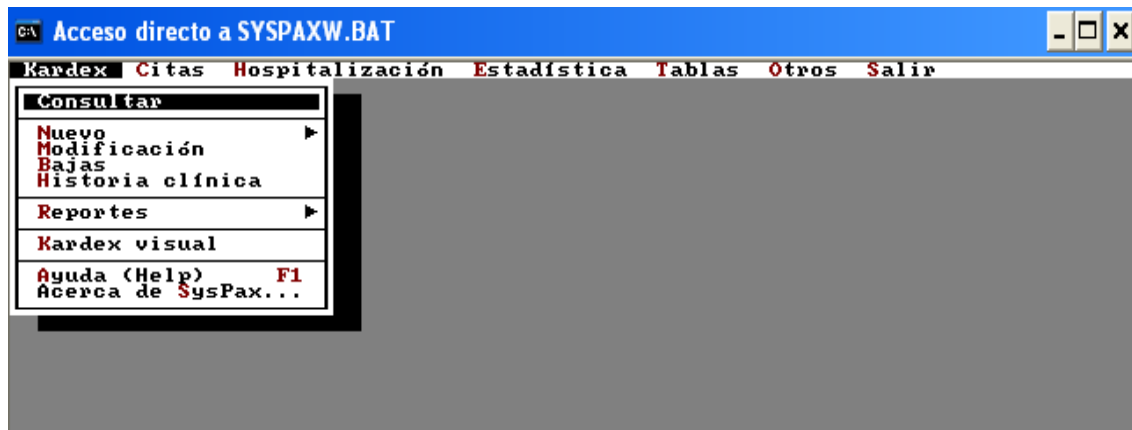 Acceso directo a SYSPAXW.BAT
Kardex Citas Hospitalización Estadística Tablas Otros Salir
Consultar
Nuevo
Modificación
Bajas
Historia clínica
Reportes
Kardex visual
Ayuda (Help) F1
Acerca de SysPax...